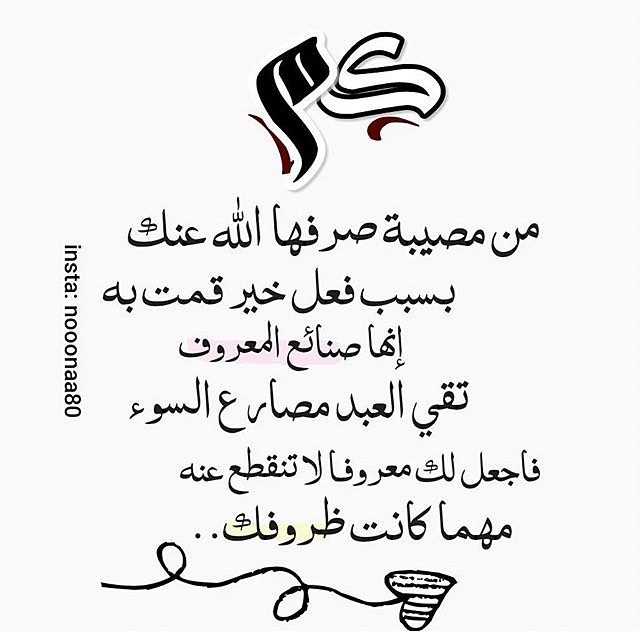 كم
من مصيبة صرفها الله عنك
بسبب فعل خير قمت به
إنها صنائع المعروف
تقي العبد مصارع السوء
فاجعل لك معروفا لا تنقطع عنه
مهما كانت ظروفك..
insta: nooonaa80